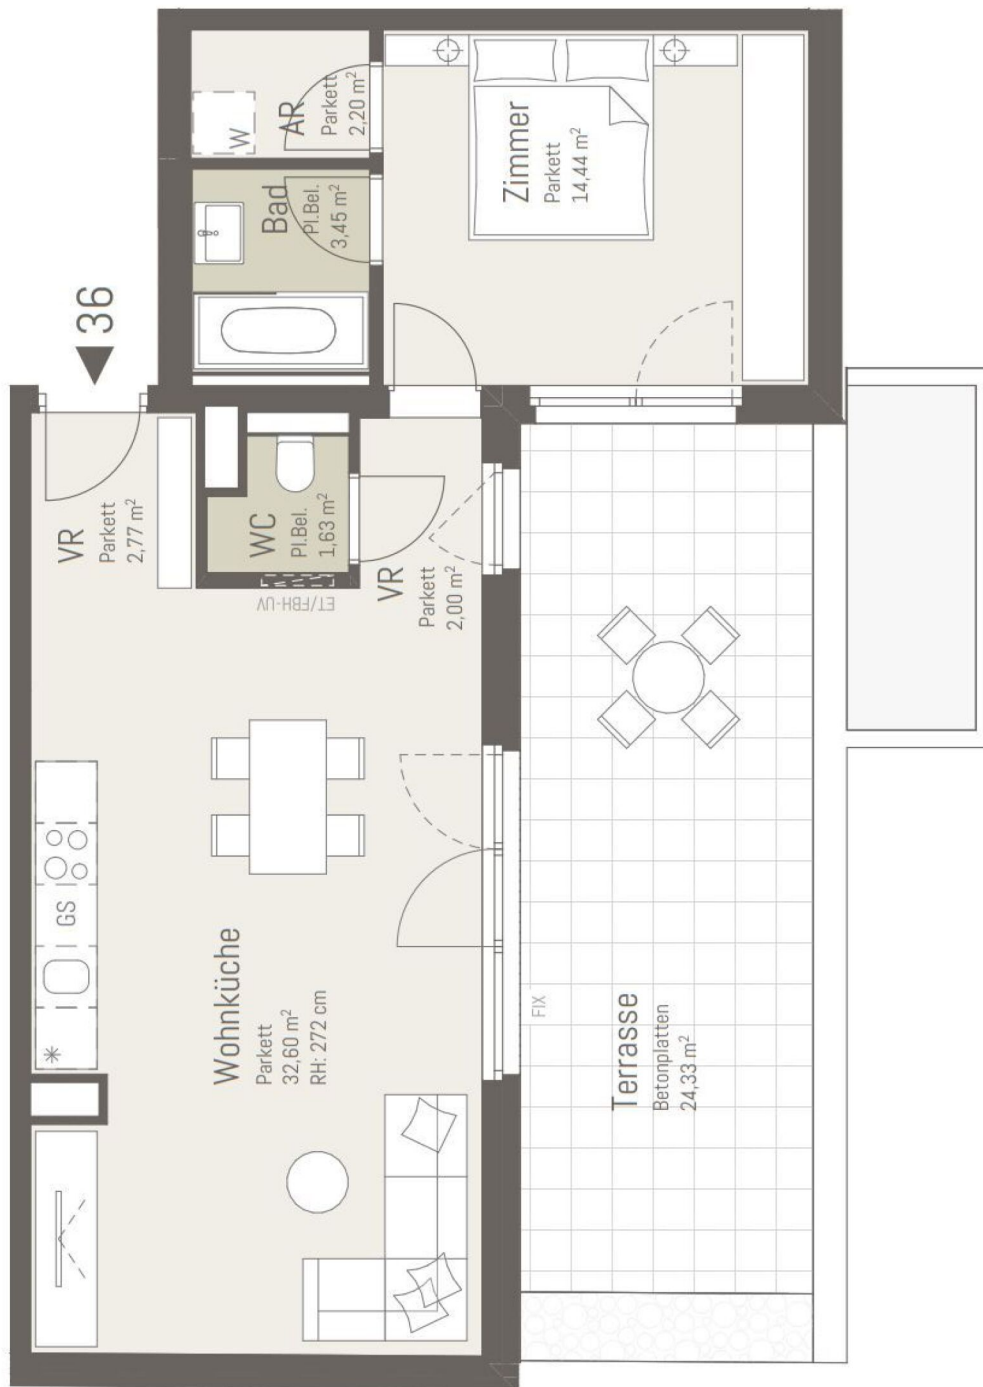 36
AR
Parkett
2,20 m²
W
Bad
Pl.Bel.
3,45 m²
Zimmer
Parkett
14,44 m²
VR
Parkett
2,77 m²
WC
Pl.Bel.
1,63 m²
ET/FBH-UV
VR
Parkett
2,00 m²
GS
Wohnküche
Parkett
32,60 m²
RH: 272 cm
FIX
Terrasse
Betonplatten
24,33 m²